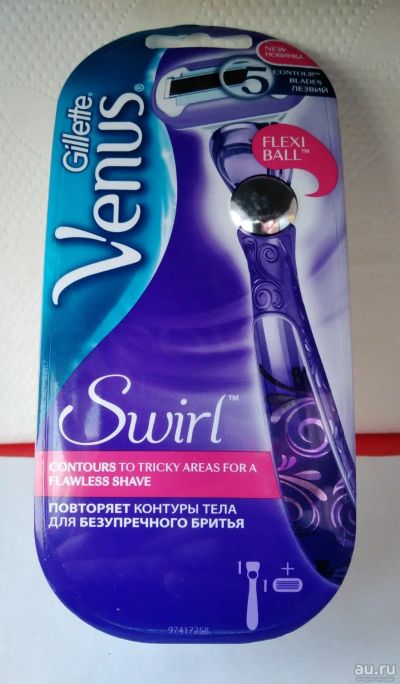 NEW
НОВИНКА
5
CONTOUR™
BLADES
ЛЕЗВИЙ
FLEXI
BALL™
Gillette®
Venus®
Swirl™
CONTOURS TO TRICKY AREAS FOR A
FLAWLESS SHAVE
ПОВТОРЯЕТ КОНТУРЫ ТЕЛА
ДЛЯ БЕЗУПРЕЧНОГО БРИТЬЯ
1 +
1
97417258
au.ru